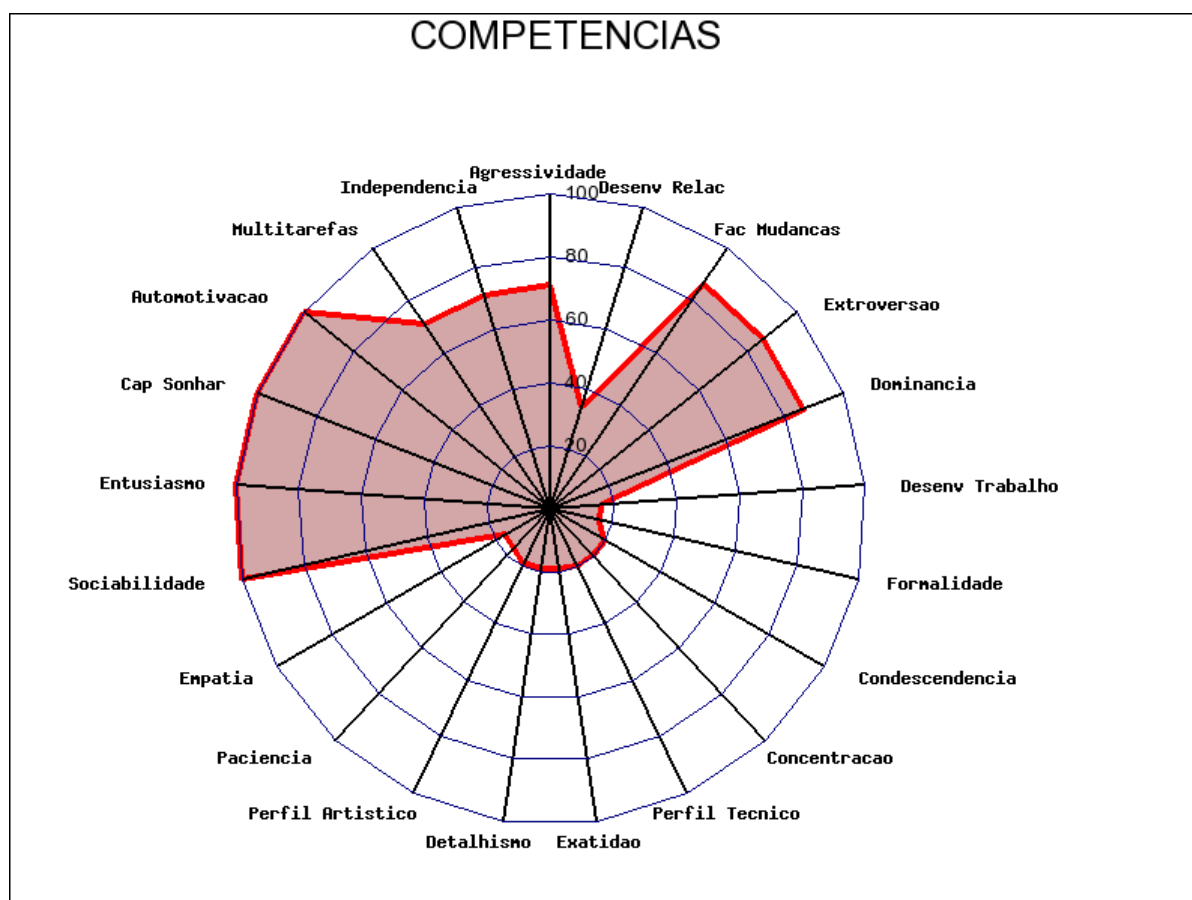 COMPETENCIAS
Agressividade
Independencia
Desenv Relac
100
Multitarefas
Fac Mudancas
80
Automotivacao
Extroversao
60
Cap Sonhar
Dominancia
40
20
Entusiasmo
Desenv Trabalho
Sociabilidade
Formalidade
Empatia
Condescendencia
Paciencia
Concentracao
Perfil Artistico
Perfil Tecnico
Detalhismo
Exatidao